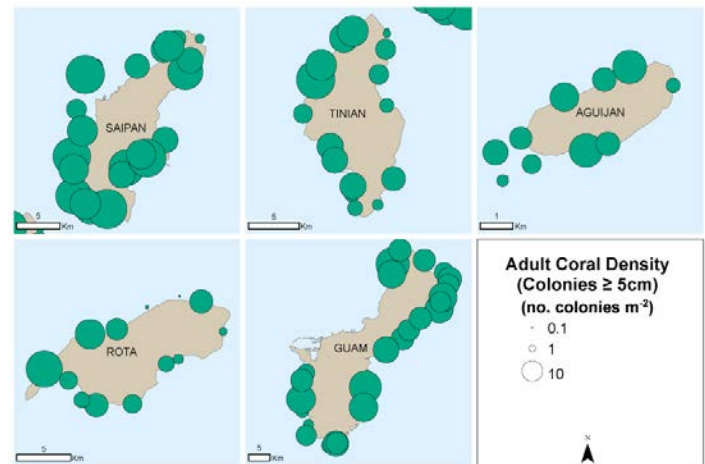 SAIPAN
5
Km
TINIAN
5
Km
AGUIJAN
1
Km
ROTA
5
Km
GUAM
5
Km
Adult Coral Density
(Colonies ≥ 5cm)
(no. colonies m⁻²)
0.1
1
10
N